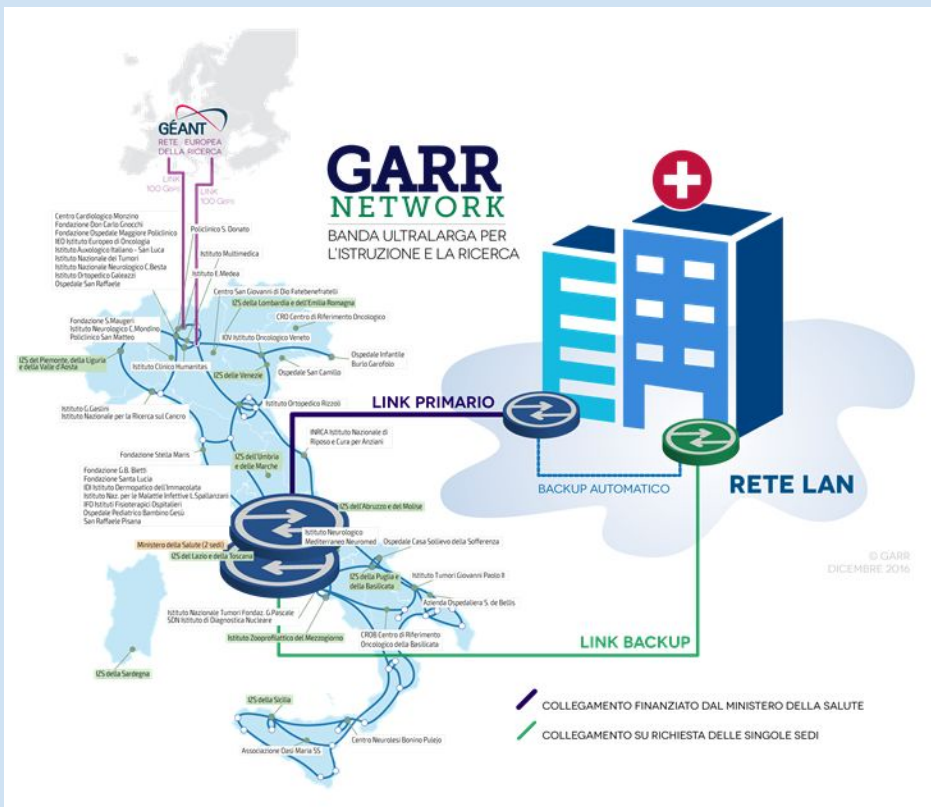 GÉANT
RETE EUROPEA
DELLA RICERCA
LINK
100 Gbps
LINK
100 Gbps
GARR
NETWORK
BANDA ULTRALARGA PER
L'ISTRUZIONE E LA RICERCA
Centro Cardiologico Monzino
Fondazione Don Carlo Gnocchi
Fondazione Ospedale Maggiore Policlinico
IEO Istituto Europeo di Oncologia
Istituto Auxologico Italiano - San Luca
Istituto Nazionale dei Tumori
Istituto Nazionale Neurologico C.Besta
Istituto Ortopedico Galeazzi
Ospedale San Raffaele
Policlinico S. Donato
Istituto Multimedica
Istituto E.Medea
Centro San Giovanni di Dio Fatebenefratelli
IZS della Lombardia e dell'Emilia Romagna
CRO Centro di Riferimento Oncologico
Fondazione S.Maugeri
Istituto Neurologico C.Mondino
Policlinico San Matteo
IOV Istituto Oncologico Veneto
Ospedale Infantile
Burlo Garofolo
IZS del Piemonte, della Liguria
e della Valle d'Aosta
Istituto Clinico Humanitas
IZS delle Venezie
Ospedale San Camillo
Istituto G.Gaslini
Istituto Nazionale per la Ricerca sul Cancro
Istituto Ortopedico Rizzoli
LINK PRIMARIO
INRCA Istituto Nazionale di
Riposo e Cura per Anziani
Fondazione Stella Maris
IZS dell'Umbria
e delle Marche
BACKUP AUTOMATICO
RETE LAN
Fondazione G.B. Bietti
Fondazione Santa Lucia
IDI Istituto Dermopatico dell'Immacolata
Istituto Naz. per le Malattie Infettive L.Spallanzani
IFO Istituti Fisioterapici Ospitalieri
Ospedale Pediatrico Bambino Gesù
San Raffaele Pisana
IZS dell'Abruzzo e del Molise
Istituto Neurologico
Mediterraneo Neuromed
Ospedale Casa Sollievo della Sofferenza
Ministero della Salute (2 sedi)
IZS del Lazio e della Toscana
© GARR
DICEMBRE 2016
IZS della Puglia e
della Basilicata
Istituto Tumori Giovanni Paolo II
Azienda Ospedaliera S. de Bellis
Istituto Nazionale Tumori Fondaz. G.Pascale
SDN Istituto di Diagnostica Nucleare
Istituto Zooprofilattico del Mezzogiorno
CROB Centro di Riferimento
Oncologico della Basilicata
LINK BACKUP
IZS della Sardegna
IZS della Sicilia
COLLEGAMENTO FINANZIATO DAL MINISTERO DELLA SALUTE
COLLEGAMENTO SU RICHIESTA DELLE SINGOLE SEDI
Centro Neurolesi Bonino Pulejo
Associazione Oasi Maria SS